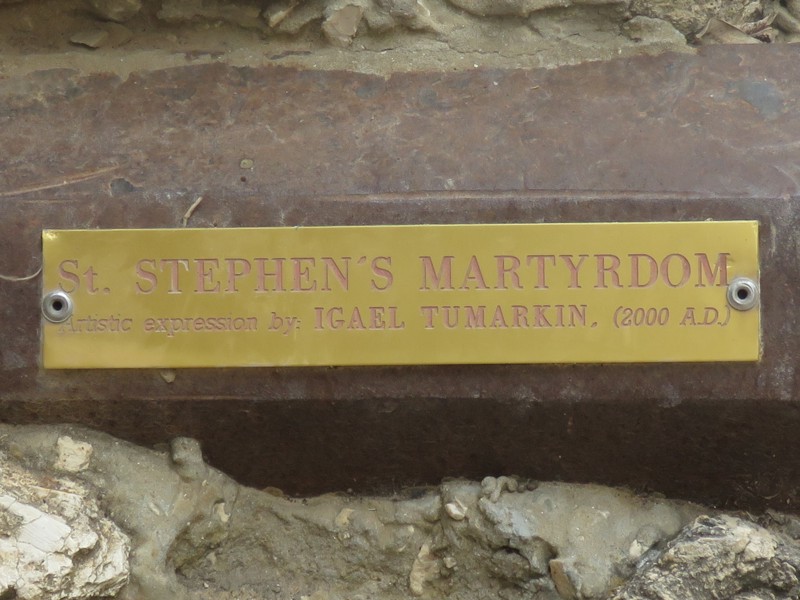 St. STEPHEN´S MARTYRDOM
Artistic expression by: IGAEL TUMARKIN, (2000 A.D.)